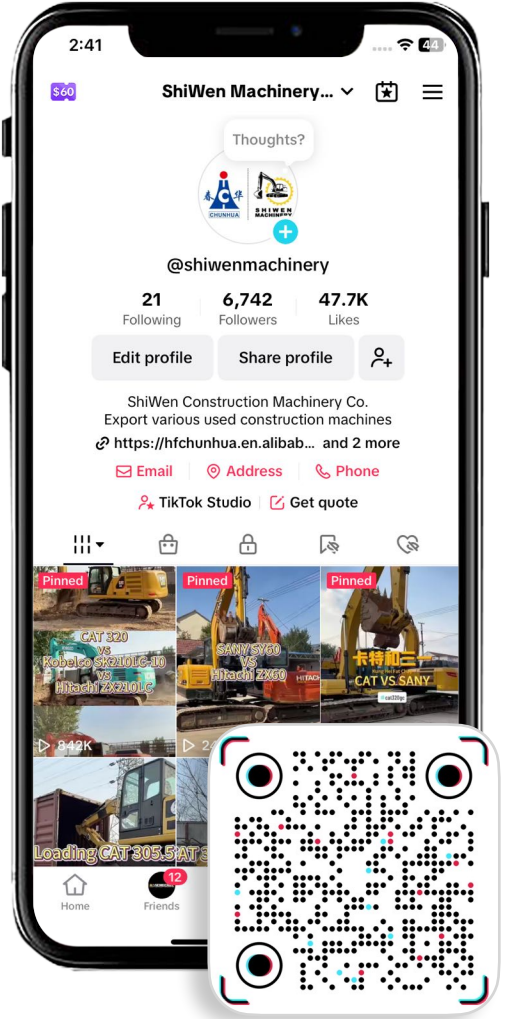 2:41
44
$60
ShiWen Machinery...
Thoughts?
春 华
CHUNHUA
SHIWEN
MACHINERY
@shiwenmachinery
21 6,742 47.7K
Following Followers Likes
Edit profile Share profile
ShiWen Construction Machinery Co.
Export various used construction machines
https://hfchunhua.en.alibab... and 2 more
Email Address Phone
TikTok Studio Get quote
Pinned Pinned Pinned
CAT 320
VS
Kobelco SK210LC-10
VS
Hitachi ZX210LC
SANY SY60
VS
Hitach ZX60
HITACH
卡特和三一
CAT VS.SANY
842K
Loading CAT 305.5
12
Home Friends